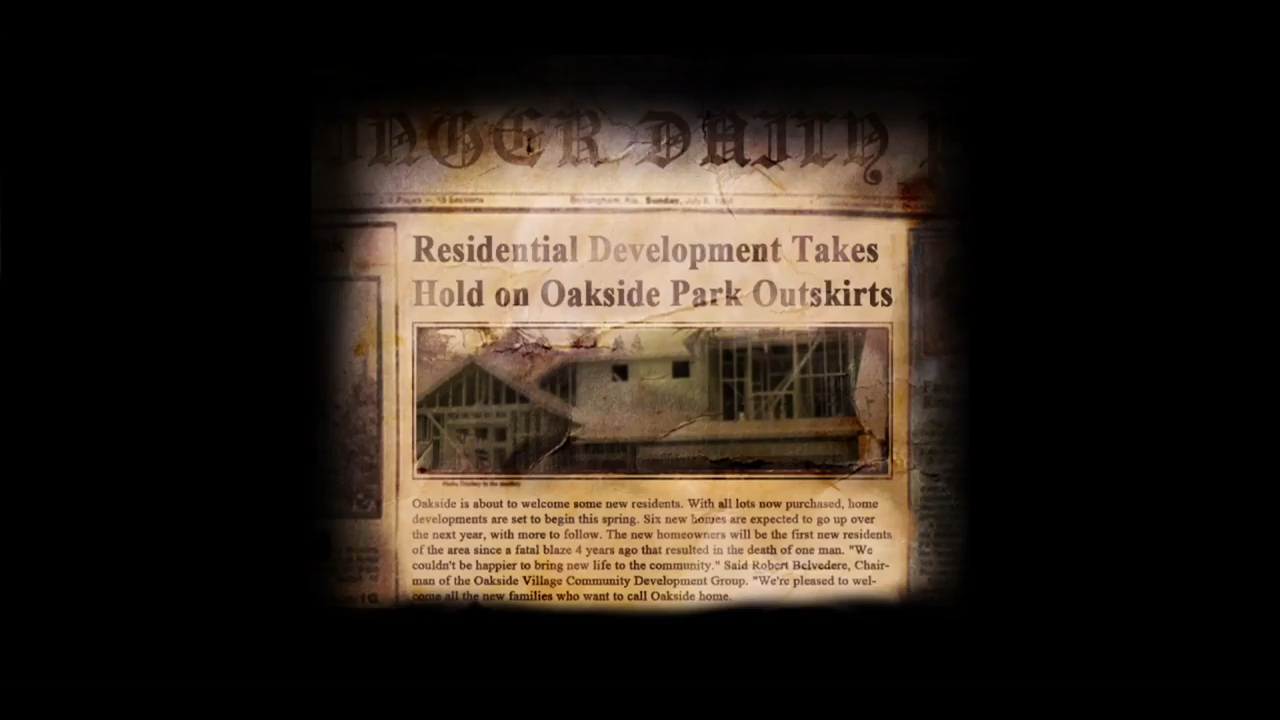 DAILY
Sections
Sunday, July
Residential Development Takes
Hold on Oakside Park Outskirts
Oakside is about to welcome some new residents. With all lots now purchased, home
developments are set to begin this spring. Six new homes are expected to go up over
the next year, with more to follow. The new homeowners will be the first new residents
of the area since a fatal blaze 4 years ago that resulted in the death of one man. "We
couldn't be happier to bring new life to the community." Said Robert Belvedere, Chair-
man of the Oakside Village Community Development Group. "We're pleased to wel-
come all the new families who want to call Oakside home.